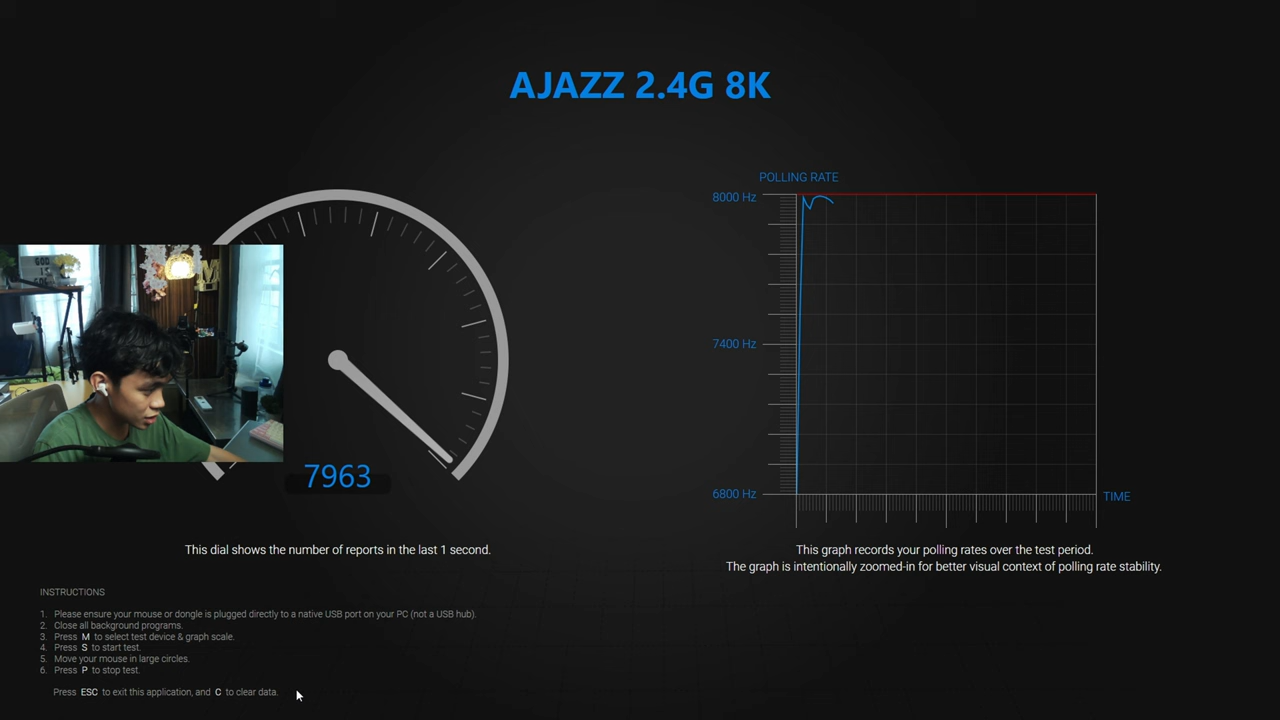 AJAZZ 2.4G 8K
POLLING RATE
8000 Hz
7400 Hz
6800 Hz
TIME
7963
This dial shows the number of reports in the last 1 second.
This graph records your polling rates over the test period.
The graph is intentionally zoomed-in for better visual context of polling rate stability.
INSTRUCTIONS
1. Please ensure your mouse or dongle is plugged directly to a native USB port on your PC (not a USB hub).
2. Close all background programs.
3. Press M to select test device & graph scale.
4. Press S to start test.
5. Move your mouse in large circles.
6. Press P to stop test.
Press ESC to exit this application, and C to clear data.